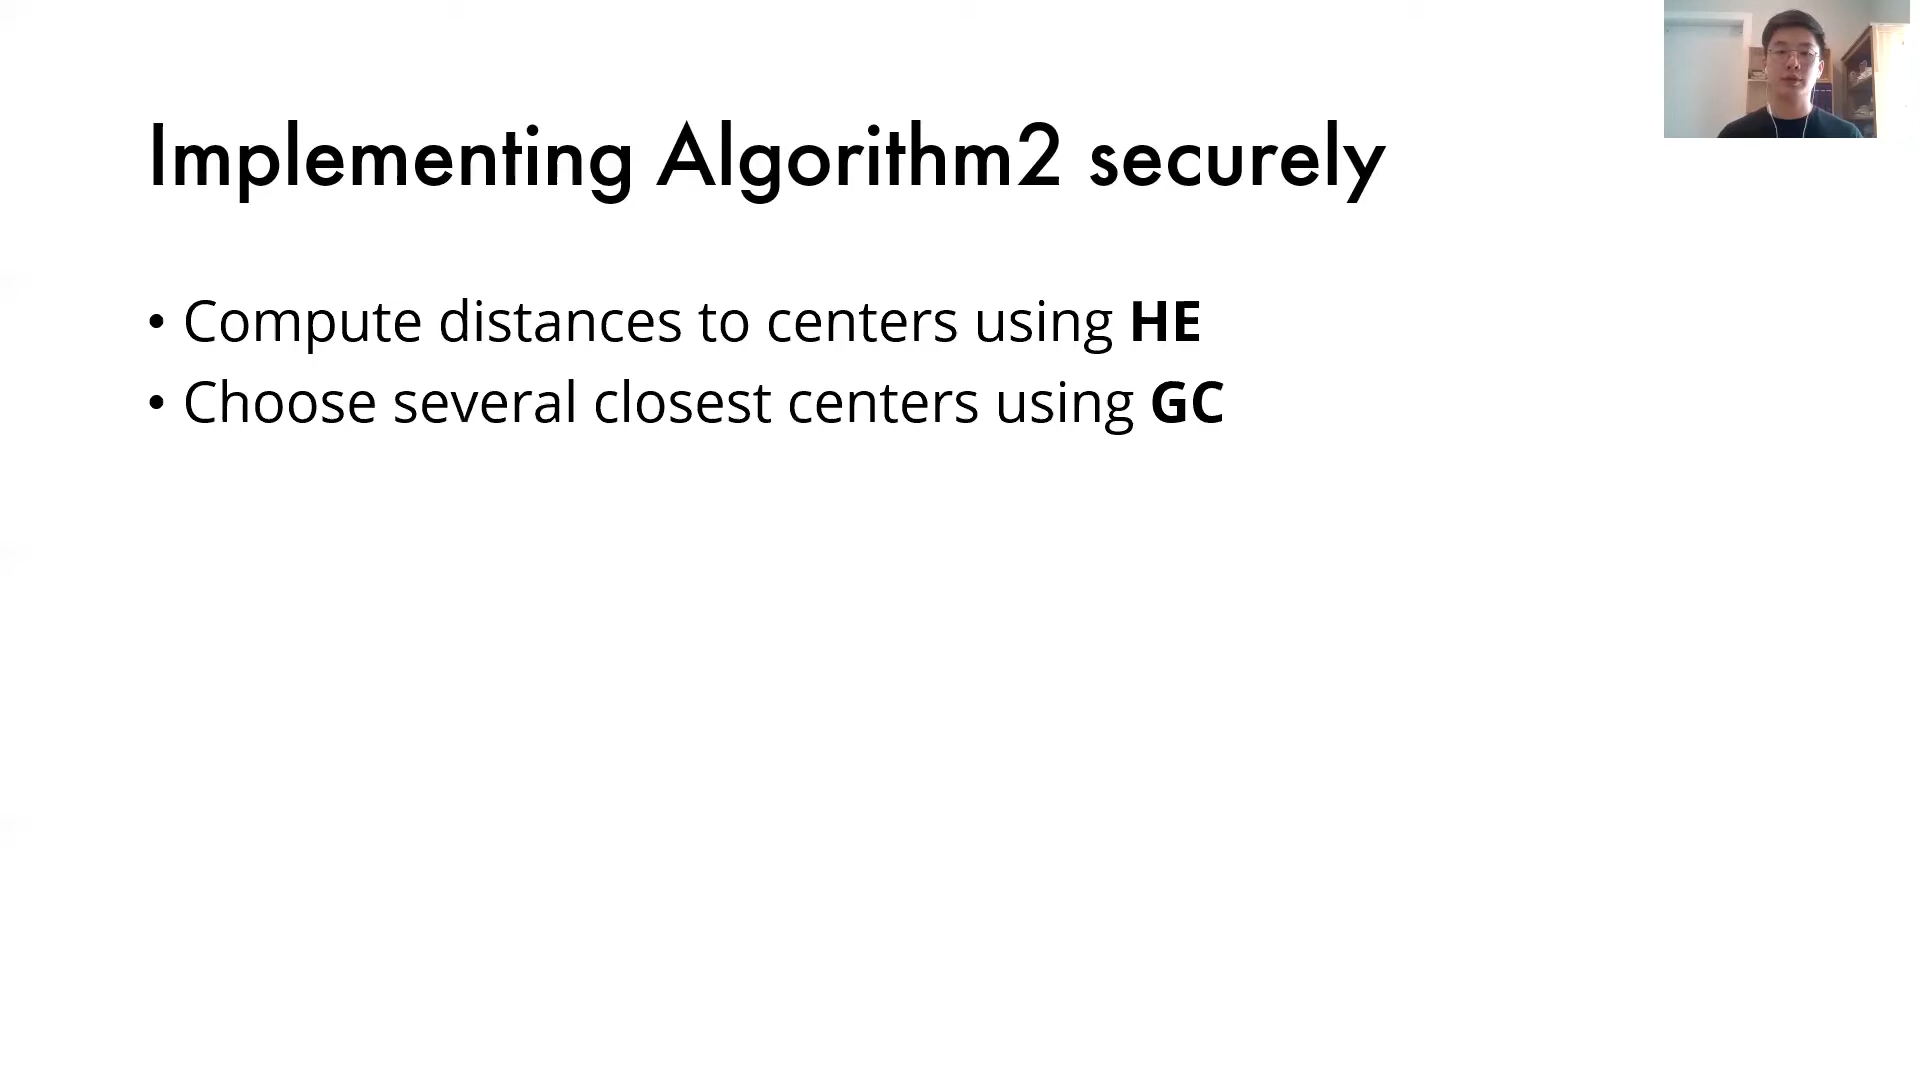 Implementing Algorithm2 securely
• Compute distances to centers using HE
• Choose several closest centers using GC